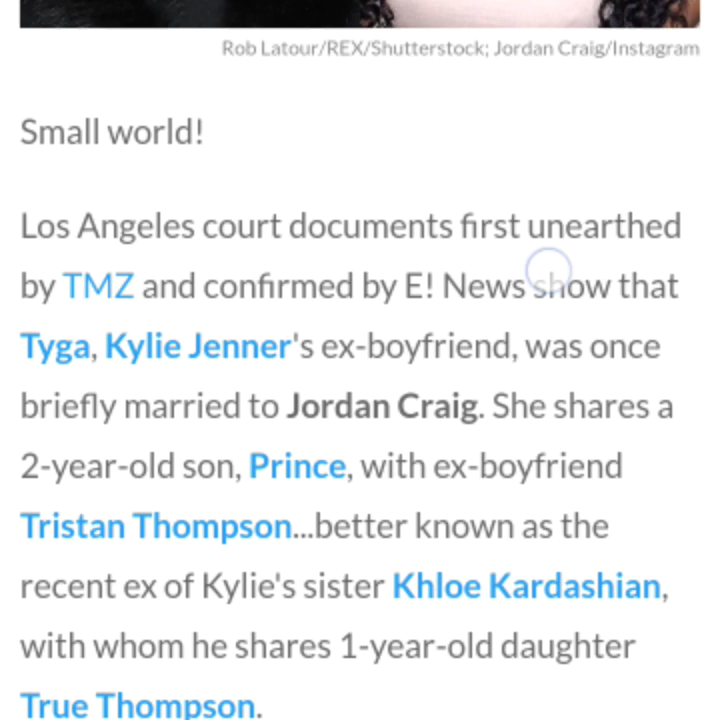 Rob Latour/REX/Shutterstock; Jordan Craig/Instagram
Small world!
Los Angeles court documents first unearthed
by TMZ and confirmed by E! News show that
Tyga, Kylie Jenner's ex-boyfriend, was once
briefly married to Jordan Craig. She shares a
2-year-old son, Prince, with ex-boyfriend
Tristan Thompson...better known as the
recent ex of Kylie's sister Khloe Kardashian,
with whom he shares 1-year-old daughter
True Thompson.